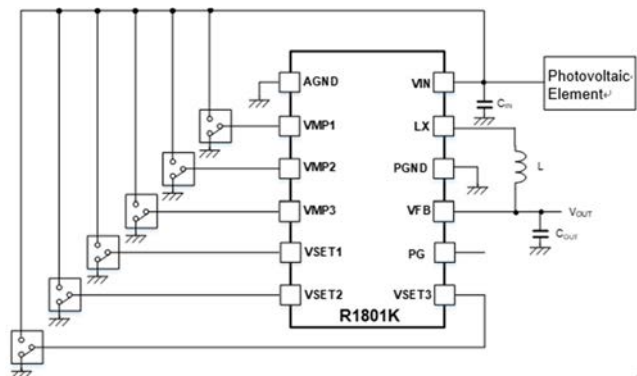 AGND
VIN
Photovoltaic-
Element↵
CIN
VMP1
LX
VMP2
PGND
L
VMP3
VFB
VOUT
COUT
VSET1
PG
VSET2
VSET3
R1801K